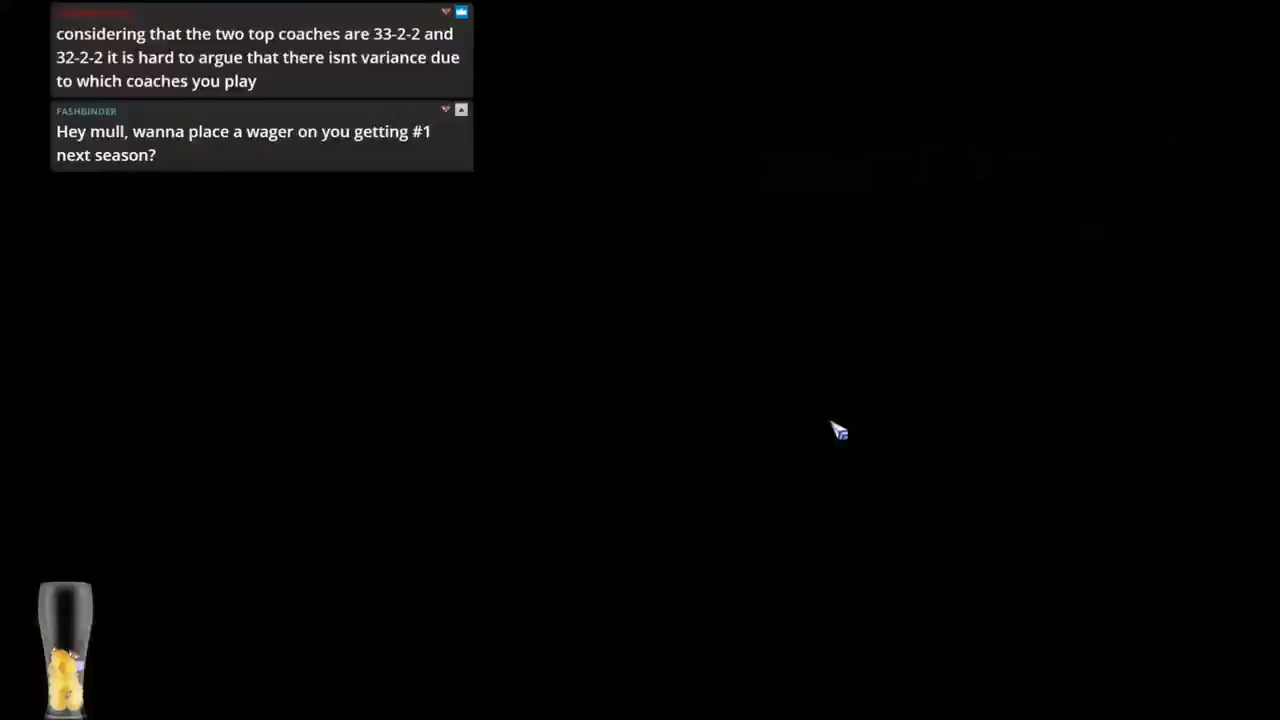 considering that the two top coaches are 33-2-2 and
32-2-2 it is hard to argue that there isnt variance due
to which coaches you play
FASHBINDER
Hey mull, wanna place a wager on you getting #1
next season?